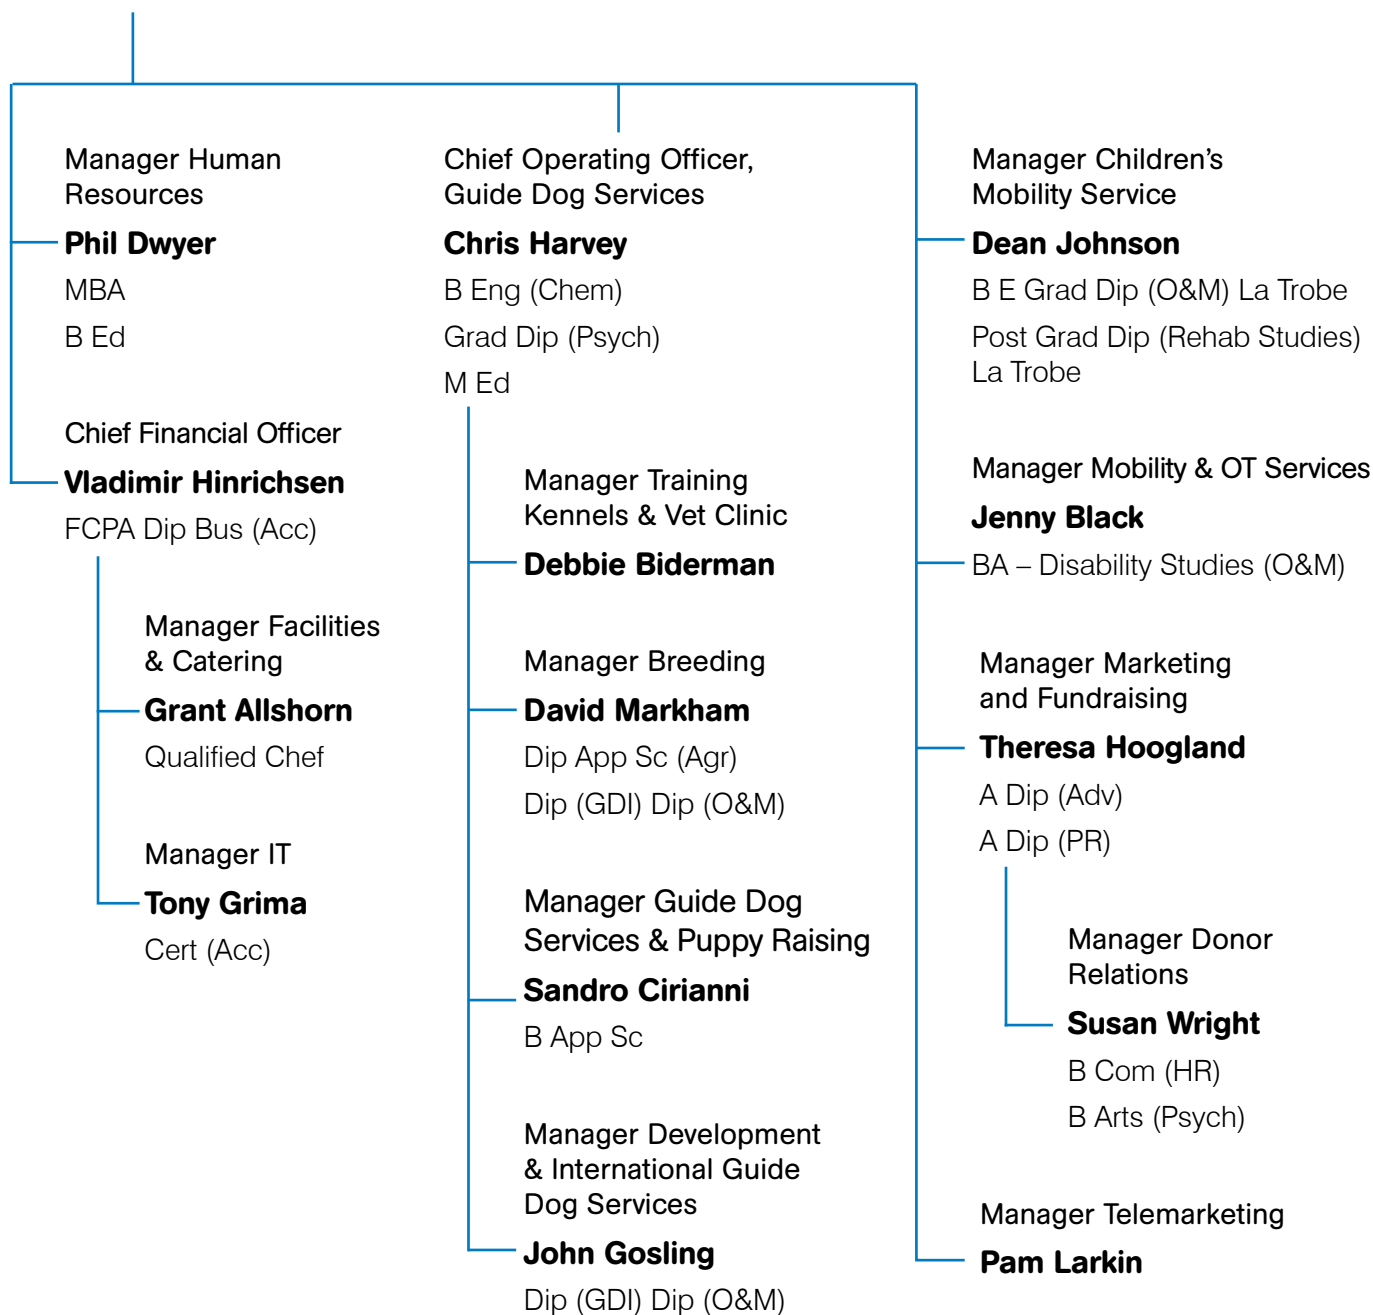 Manager Human
Resources
Phil Dwyer
MBA
B Ed
Chief Financial Officer
Vladimir Hinrichsen
FCPA Dip Bus (Acc)
Manager Facilities
& Catering
Grant Allshorn
Qualified Chef
Manager IT
Tony Grima
Cert (Acc)
Chief Operating Officer,
Guide Dog Services
Chris Harvey
B Eng (Chem)
Grad Dip (Psych)
M Ed
Manager Training
Kennels & Vet Clinic
Debbie Biderman
Manager Breeding
David Markham
Dip App Sc (Agr)
Dip (GDI) Dip (O&M)
Manager Guide Dog
Services & Puppy Raising
Sandro Cirianni
B App Sc
Manager Development
& International Guide
Dog Services
John Gosling
Dip (GDI) Dip (O&M)
Manager Children’s
Mobility Service
Dean Johnson
B E Grad Dip (O&M) La Trobe
Post Grad Dip (Rehab Studies)
La Trobe
Manager Mobility & OT Services
Jenny Black
BA – Disability Studies (O&M)
Manager Marketing
and Fundraising
Theresa Hoogland
A Dip (Adv)
A Dip (PR)
Manager Donor
Relations
Susan Wright
B Com (HR)
B Arts (Psych)
Manager Telemarketing
Pam Larkin